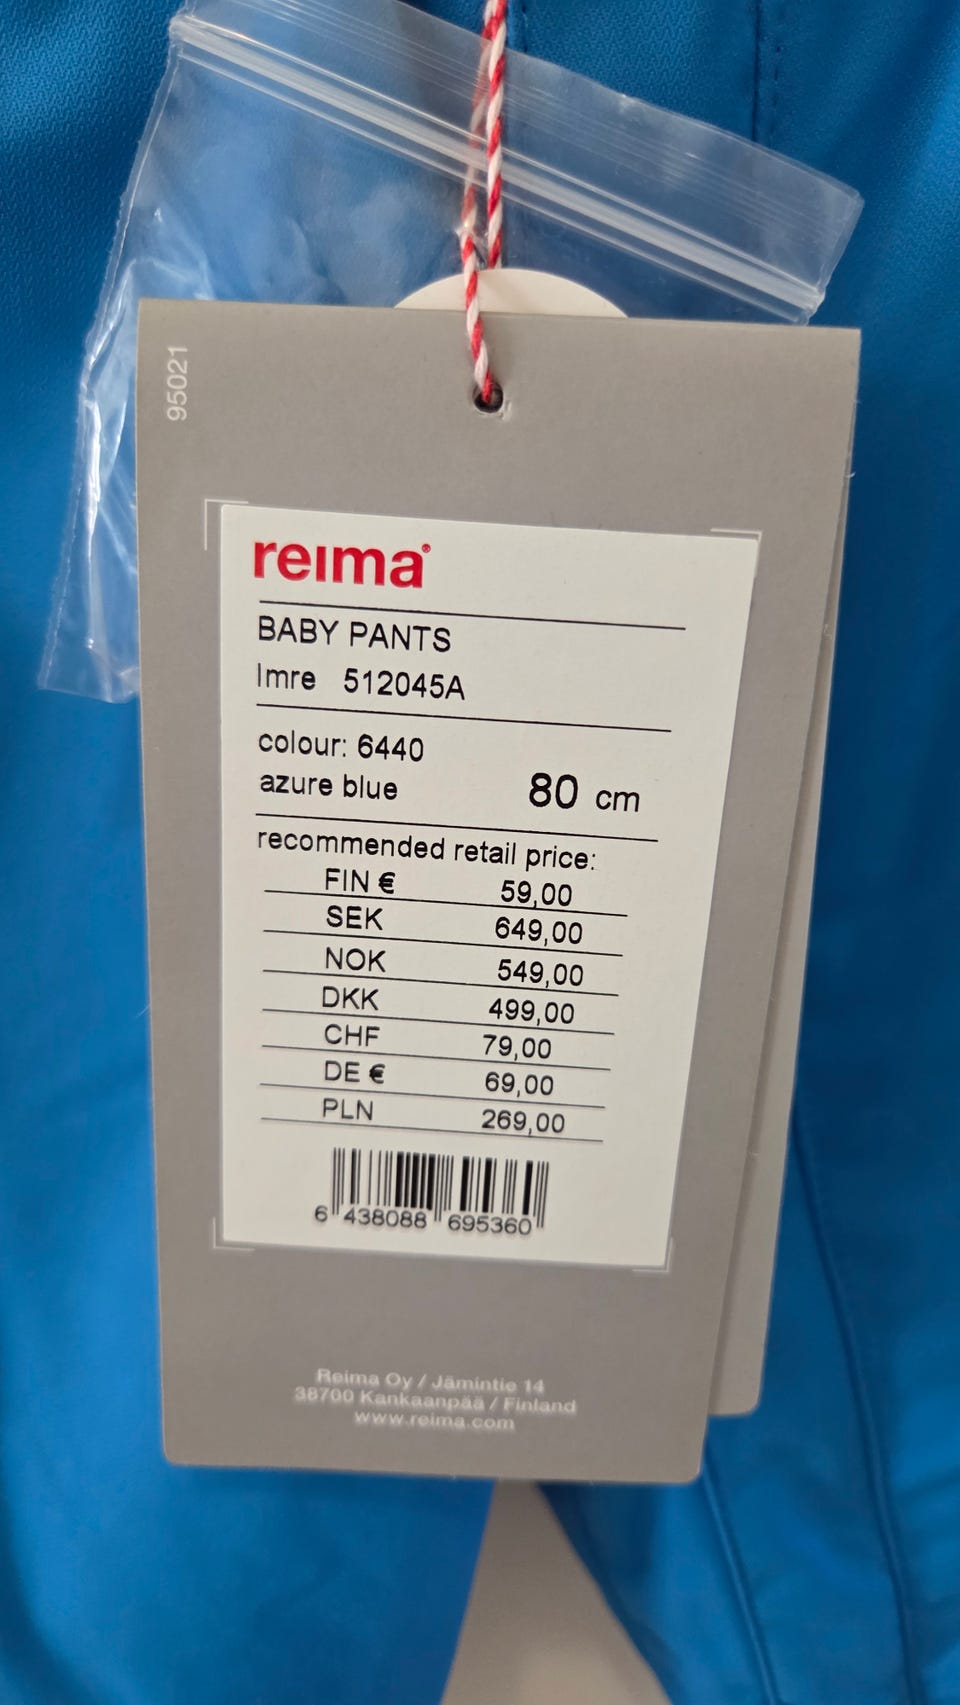 95021
reima®
BABY PANTS
Imre 512045A
colour: 6440
azure blue 80 cm
recommended retail price:
FIN € 59,00
SEK 649,00
NOK 549,00
DKK 499,00
CHF 79,00
DE € 69,00
PLN 269,00
6 438088 695360
Reima Oy / Jämintie 14
38700 Kankaanpää / Finland
www.reima.com